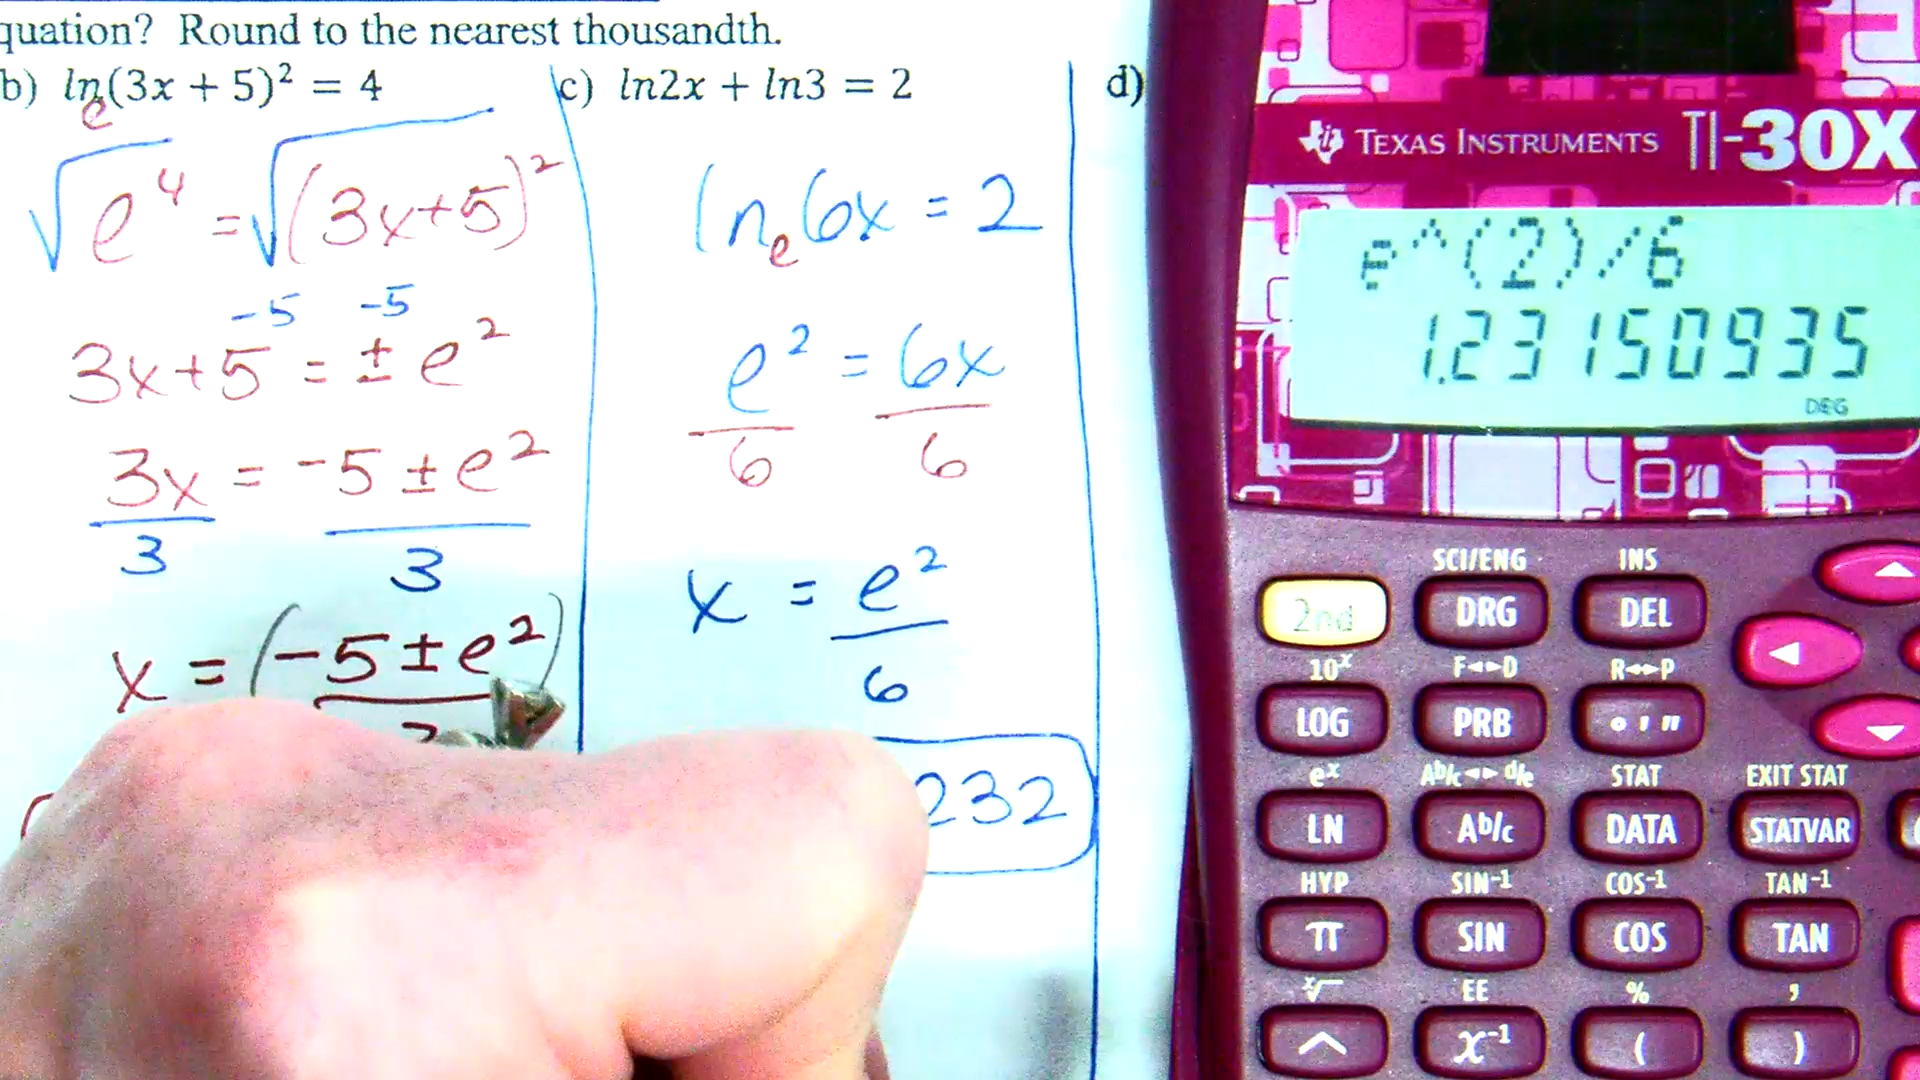 quation? Round to the nearest thousandth.
b) ln(3x + 5)² = 4
e
√e⁴ = √(3x+5)²
-5 -5
3x+5 = ± e²
3x = -5 ± e²
3 3
x = (-5 ± e²)
c) ln2x + ln3 = 2
lnₑ6x = 2
e² = 6x
6 6
x = e²
6
232
d)
TEXAS INSTRUMENTS TI-30X
e^(2)/6
1.23150935
DEG
SCI/ENG INS
2nd DRG DEL
10ˣ F◄►D R◄►P
LOG PRB ° ' "
eˣ Ab/c◄►d/e STAT EXIT STAT
LN Ab/c DATA STATVAR
HYP SIN-1 COS-1 TAN-1
π SIN COS TAN
ˣ√ EE % ,
^ x-1 ( )